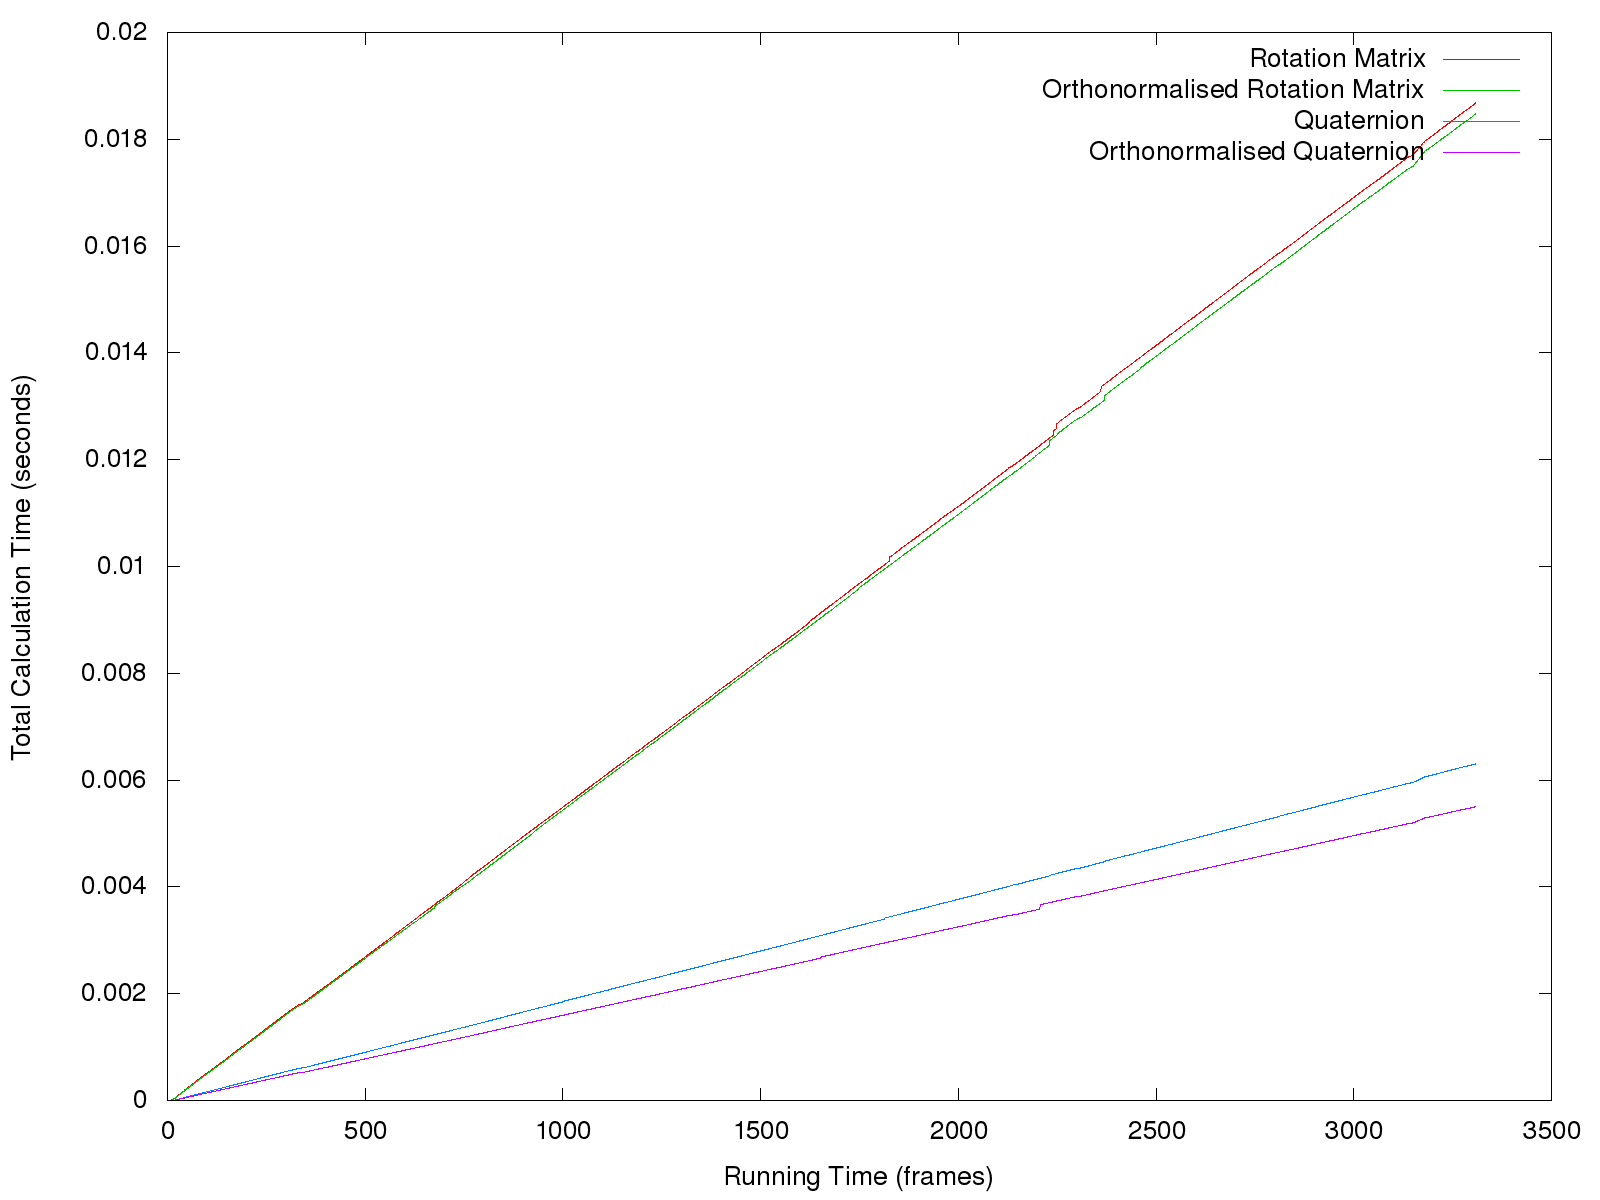 0.02
0.018
0.016
0.014
0.012
0.01
0.008
0.006
0.004
0.002
0
Total Calculation Time (seconds)
Rotation Matrix
Orthonormalised Rotation Matrix
Quaternion
Orthonormalised Quaternion
0 500 1000 1500 2000 2500 3000 3500
Running Time (frames)